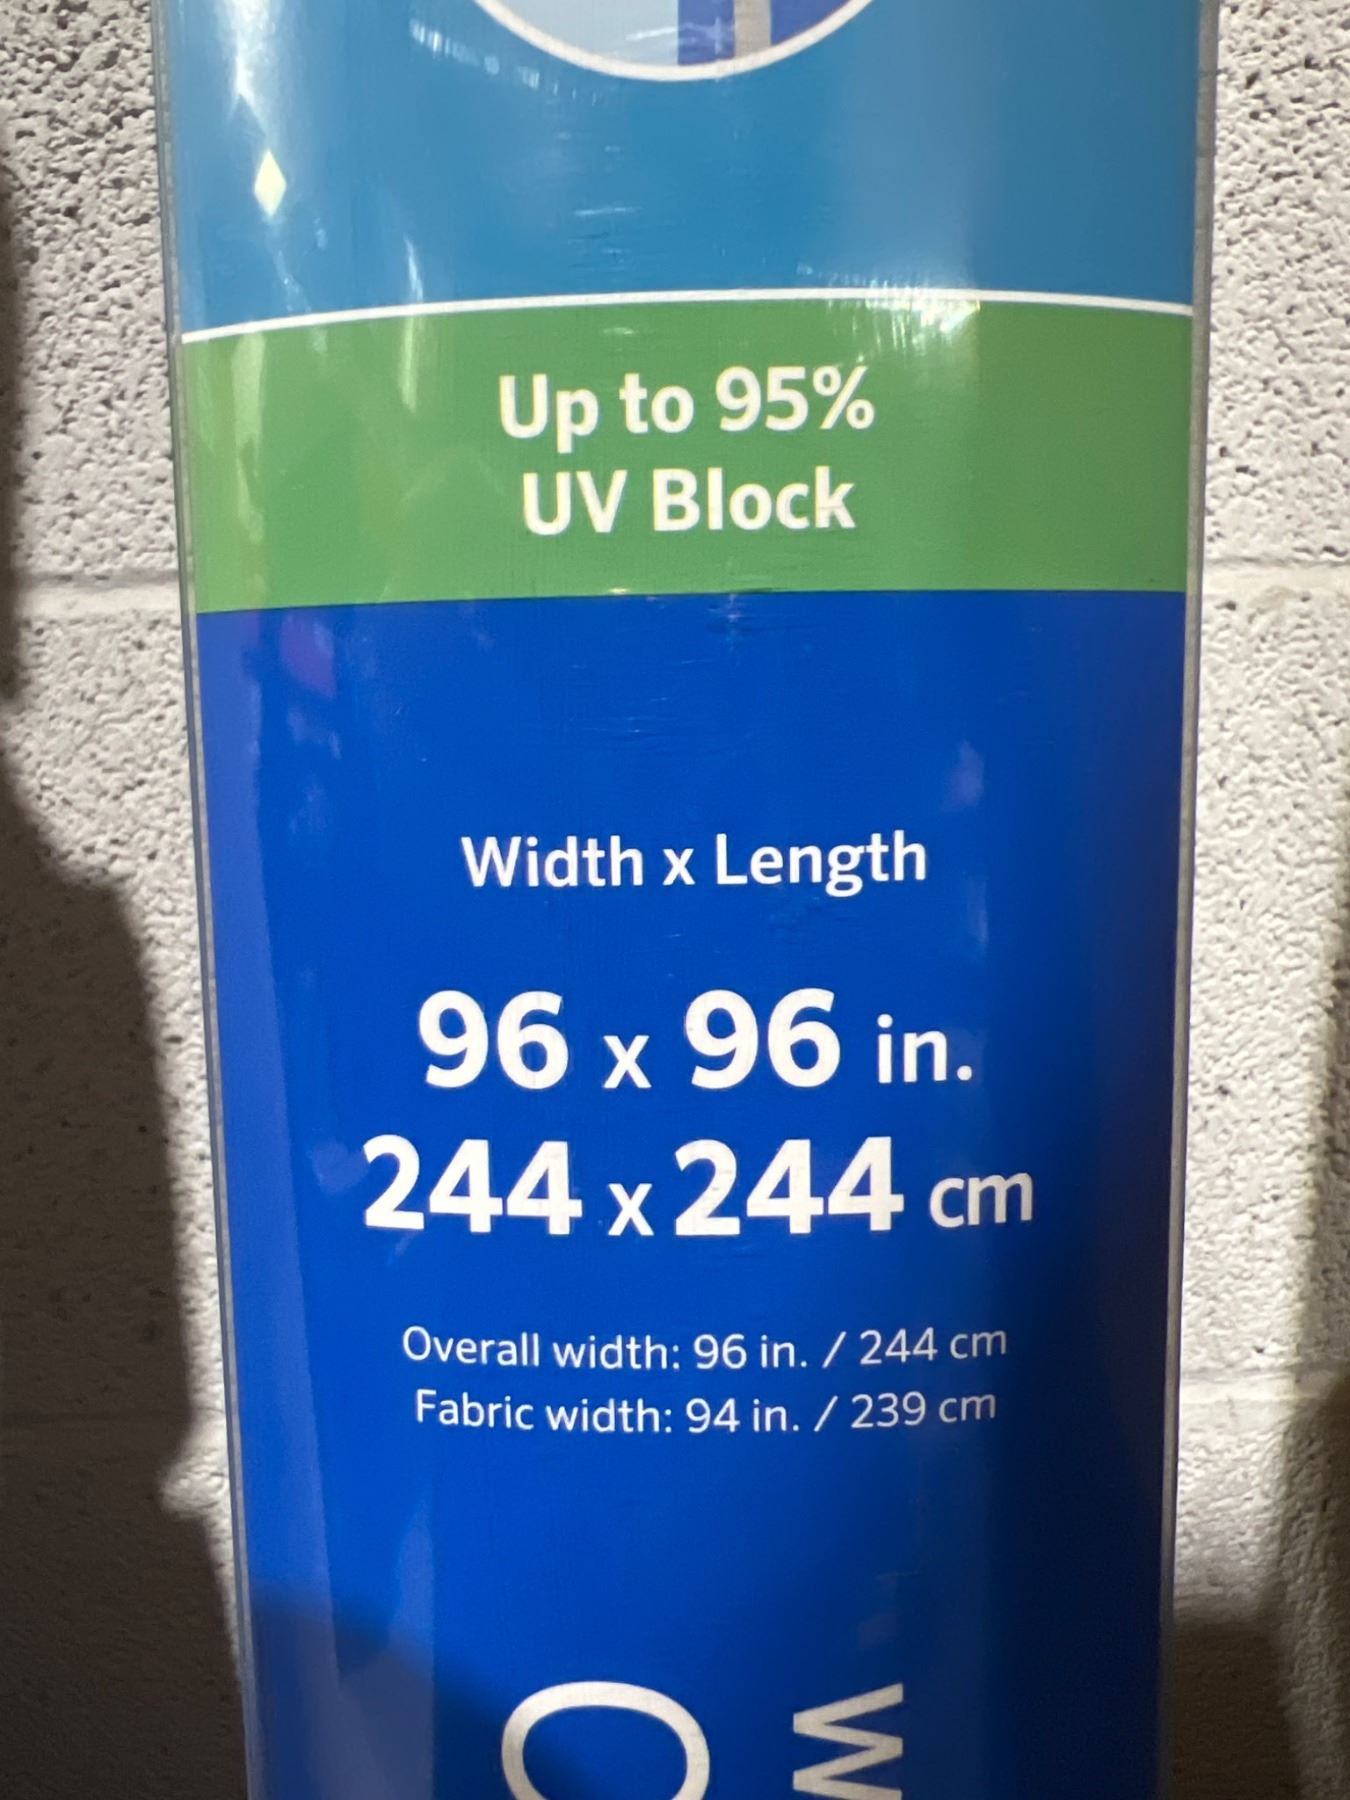 Up to 95%
UV Block
Width x Length
96 x 96 in.
244 x 244 cm
Overall width: 96 in. / 244 cm
Fabric width: 94 in. / 239 cm